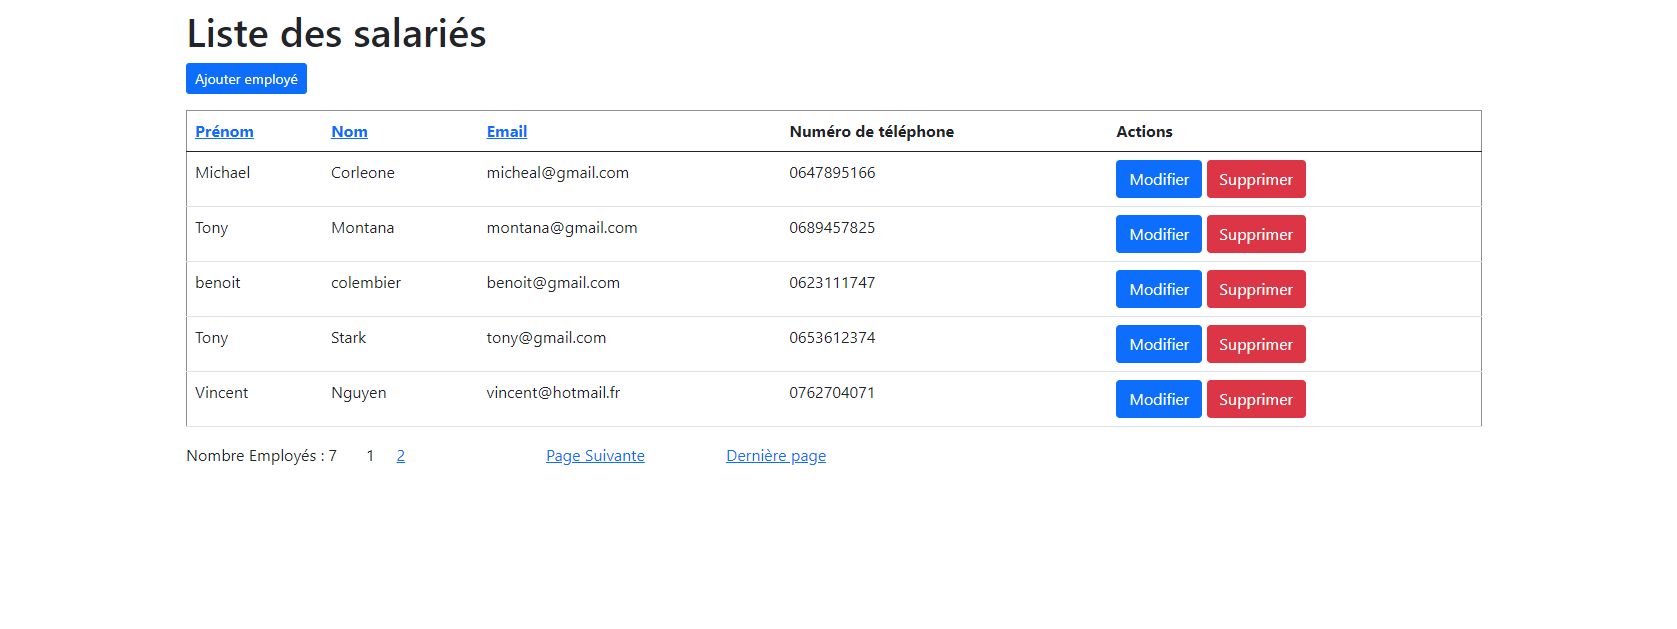 Liste des salariés
Ajouter employé
Prénom Nom Email Numéro de téléphone Actions
Michael Corleone micheal@gmail.com 0647895166 Modifier Supprimer
Tony Montana montana@gmail.com 0689457825 Modifier Supprimer
benoit colembier benoit@gmail.com 0623111747 Modifier Supprimer
Tony Stark tony@gmail.com 0653612374 Modifier Supprimer
Vincent Nguyen vincent@hotmail.fr 0762704071 Modifier Supprimer
Nombre Employés : 7 1 2 Page Suivante Dernière page